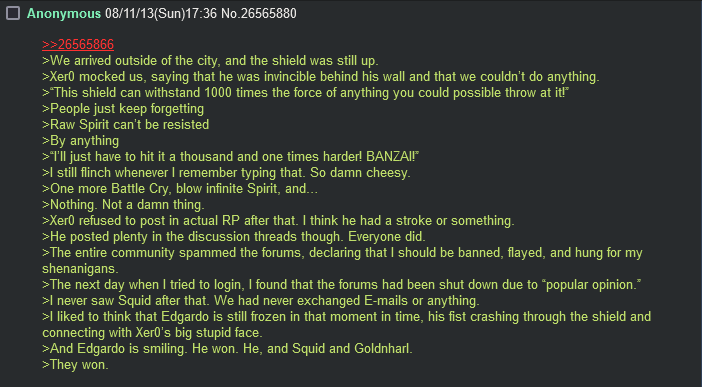 Anonymous 08/11/13(Sun)17:36 No.26565880
>>26565866
>We arrived outside of the city, and the shield was still up.
>Xer0 mocked us, saying that he was invincible behind his wall and that we couldn’t do anything.
>“This shield can withstand 1000 times the force of anything you could possible throw at it!”
>People just keep forgetting
>Raw Spirit can’t be resisted
>By anything
>“I’ll just have to hit it a thousand and one times harder! BANZAI!”
>I still flinch whenever I remember typing that. So damn cheesy.
>One more Battle Cry, blow infinite Spirit, and…
>Nothing. Not a damn thing.
>Xer0 refused to post in actual RP after that. I think he had a stroke or something.
>He posted plenty in the discussion threads though. Everyone did.
>The entire community spammed the forums, declaring that I should be banned, flayed, and hung for my
shenanigans.
>The next day when I tried to login, I found that the forums had been shut down due to “popular opinion.”
>I never saw Squid after that. We had never exchanged E-mails or anything.
>I liked to think that Edgardo is still frozen in that moment in time, his fist crashing through the shield and
connecting with Xer0’s big stupid face.
>And Edgardo is smiling. He won. He, and Squid and Goldnharl.
>They won.